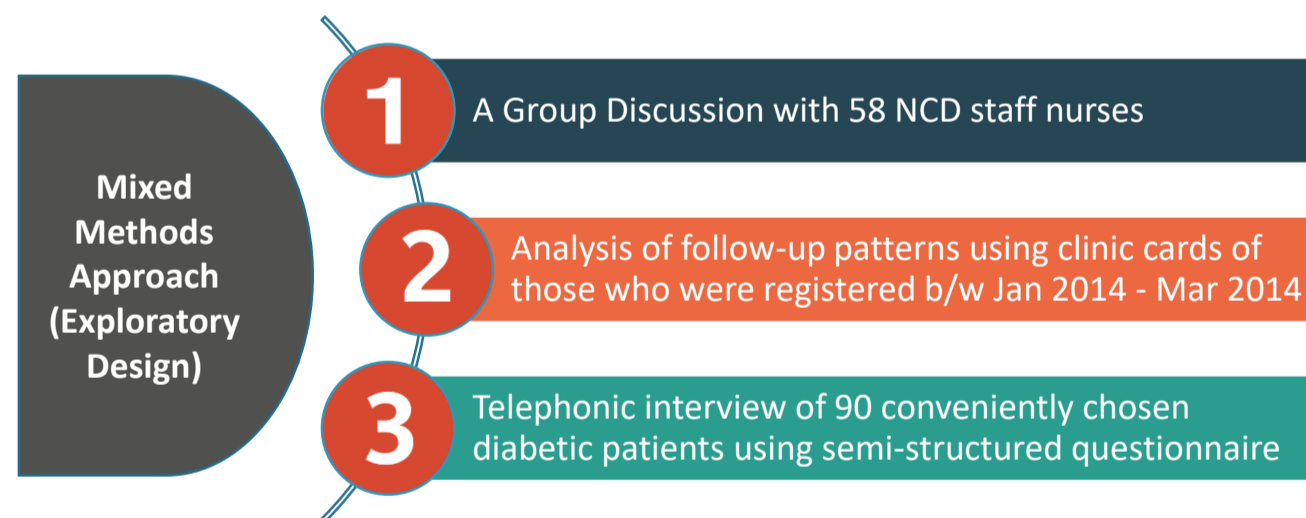 Mixed
Methods
Approach
(Exploratory
Design)
1
A Group Discussion with 58 NCD staff nurses
2
Analysis of follow-up patterns using clinic cards of
those who were registered b/w Jan 2014 - Mar 2014
3
Telephonic interview of 90 conveniently chosen
diabetic patients using semi-structured questionnaire